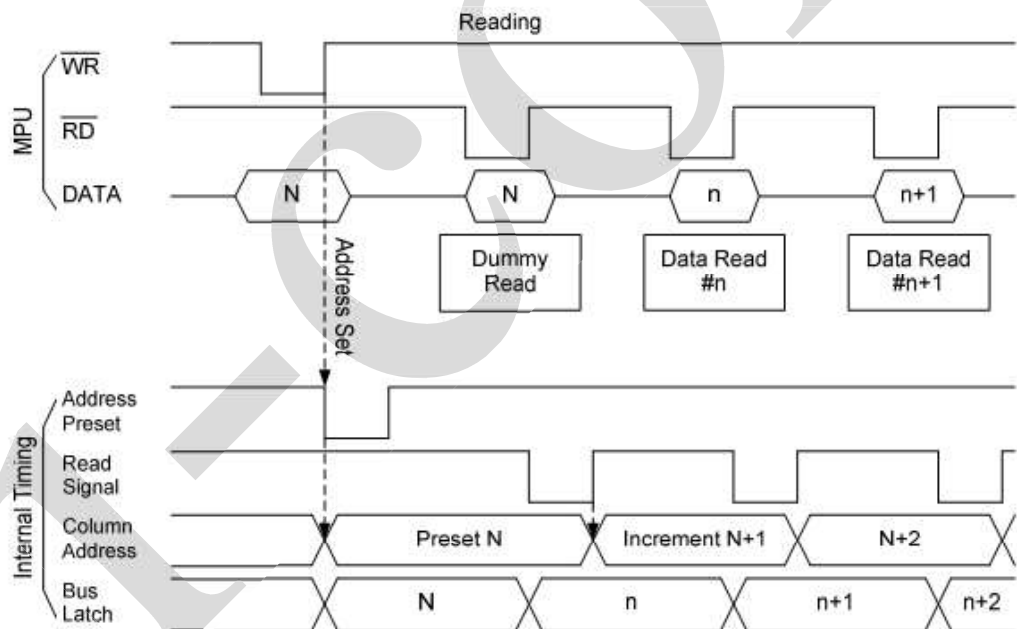 Reading
MPU
WR
RD
DATA
N
N
n
n+1
Dummy
Read
Data Read
#n
Data Read
#n+1
Address Set
Internal Timing
Address
Preset
Read
Signal
Column
Address
Preset N
Increment N+1
N+2
Bus
Latch
N
n
n+1
n+2